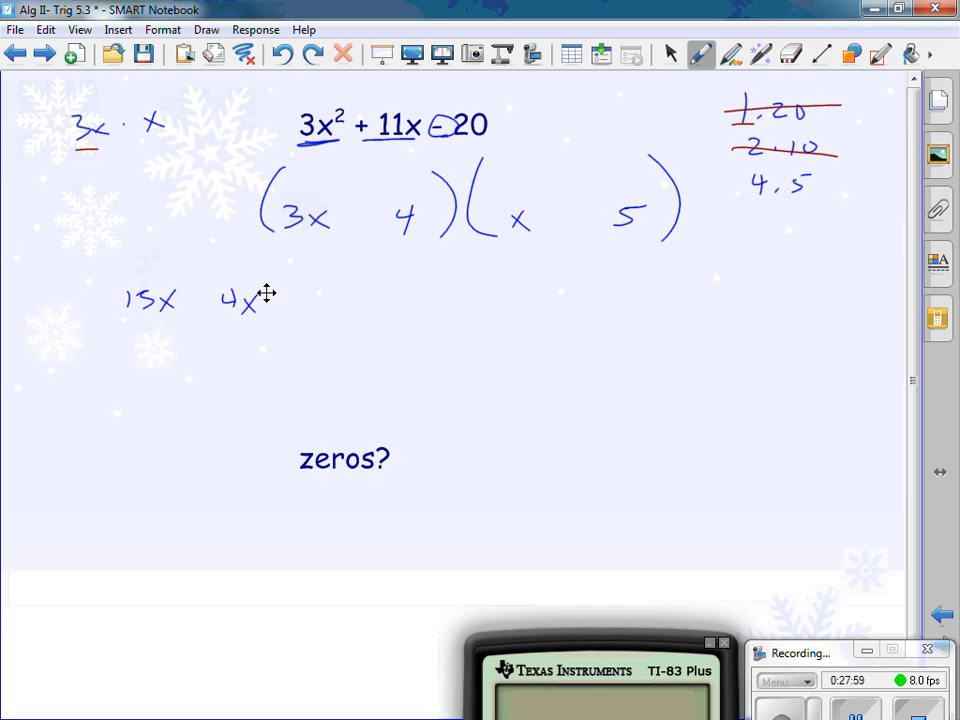 Alg II- Trig 5.3 * - SMART Notebook
File Edit View Insert Format Draw Response Help
3x · x
3x² + 11x - 20
1 . 20
2 . 10
4 . 5
(3x 4)(x 5)
15x 4x
zeros?
TEXAS INSTRUMENTS TI-83 Plus
Recording...
Menu 0:27:59 8.0 fps